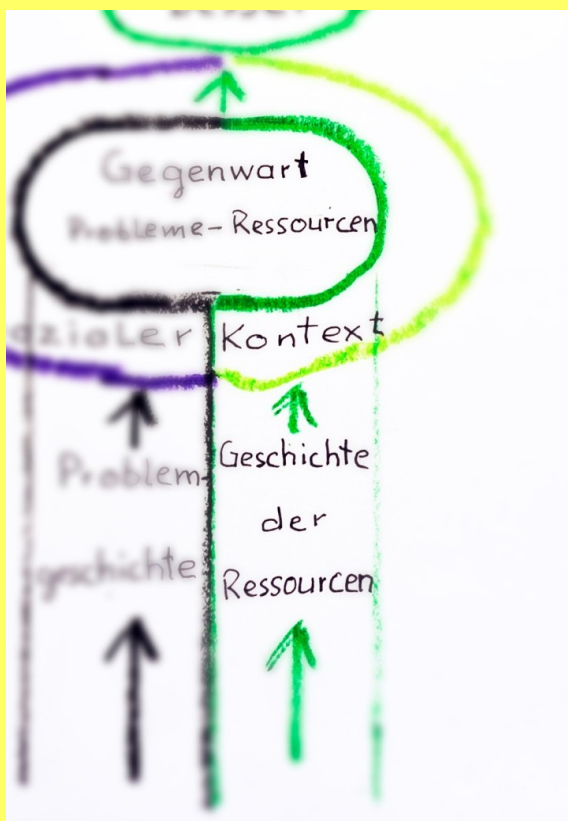 Gegenwart
Probleme - Ressourcen
Kontext
Problem- Geschichte
der
geschichte Ressourcen